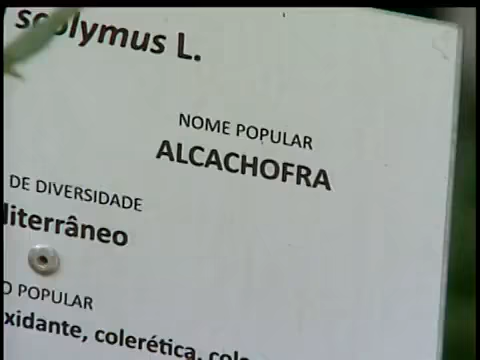 scolymus L.
NOME POPULAR
ALCACHOFRA
DE DIVERSIDADE
literrâneo
O POPULAR
xidante, colerética,